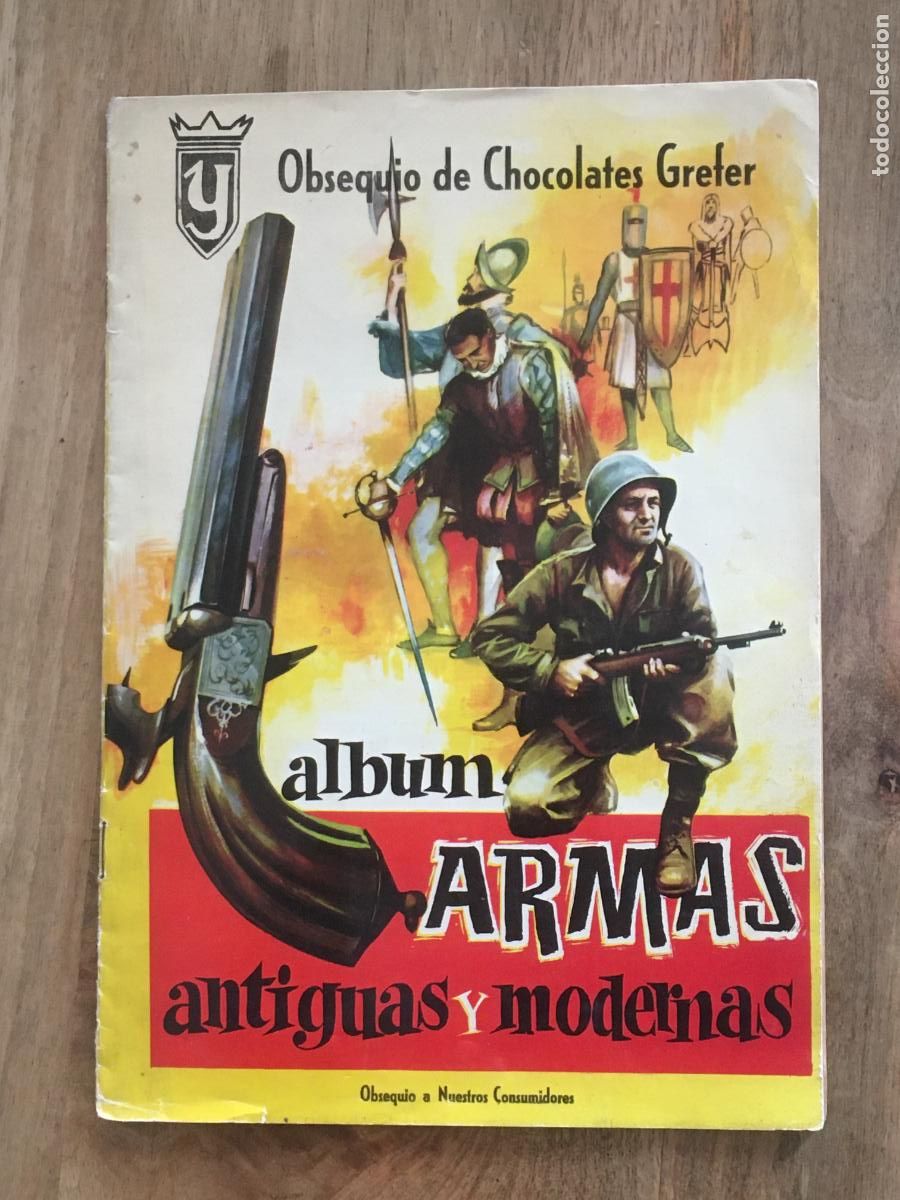 Y
Obsequio de Chocolates Grefer
album
ARMAS
antiguas y modernas
Obsequio a Nuestros Consumidores
todocoleccion